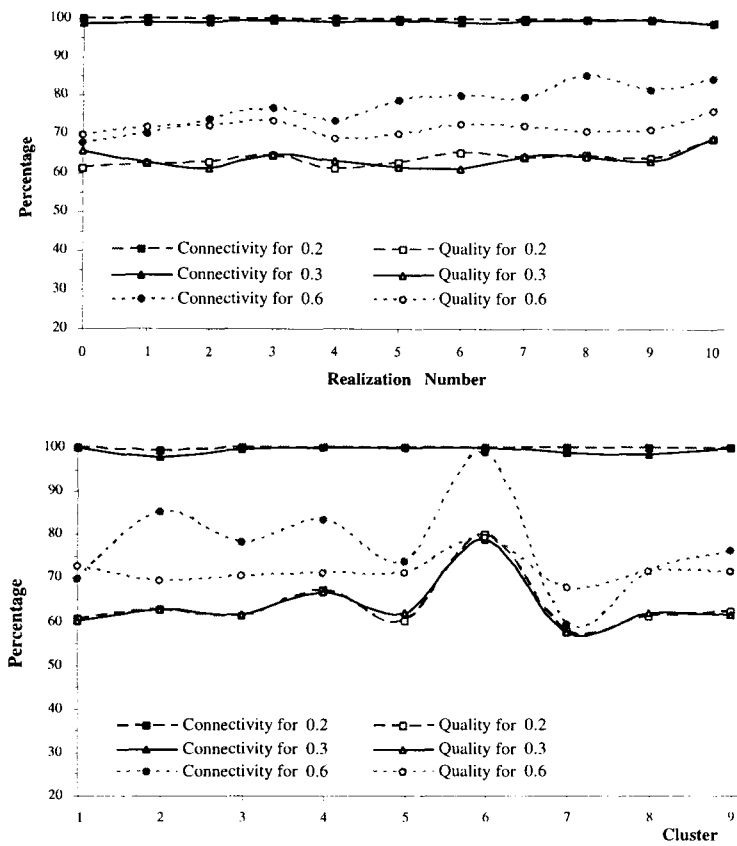 100
90
80
70
60
50
40
30
20
Percentage
Connectivity for 0.2
Quality for 0.2
Connectivity for 0.3
Quality for 0.3
Connectivity for 0.6
Quality for 0.6
0 1 2 3 4 5 6 7 8 9 10
Realization Number
100
90
80
70
60
50
40
30
20
Percentage
Connectivity for 0.2
Quality for 0.2
Connectivity for 0.3
Quality for 0.3
Connectivity for 0.6
Quality for 0.6
1 2 3 4 5 6 7 8 9
Cluster